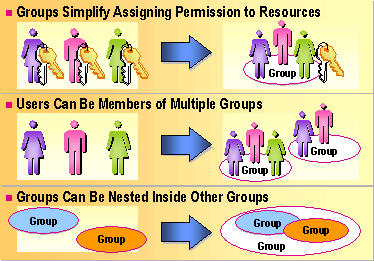 Groups Simplify Assigning Permission to Resources
Group
Users Can Be Members of Multiple Groups
Group
Group
Groups Can Be Nested Inside Other Groups
Group
Group
Group
Group
Group